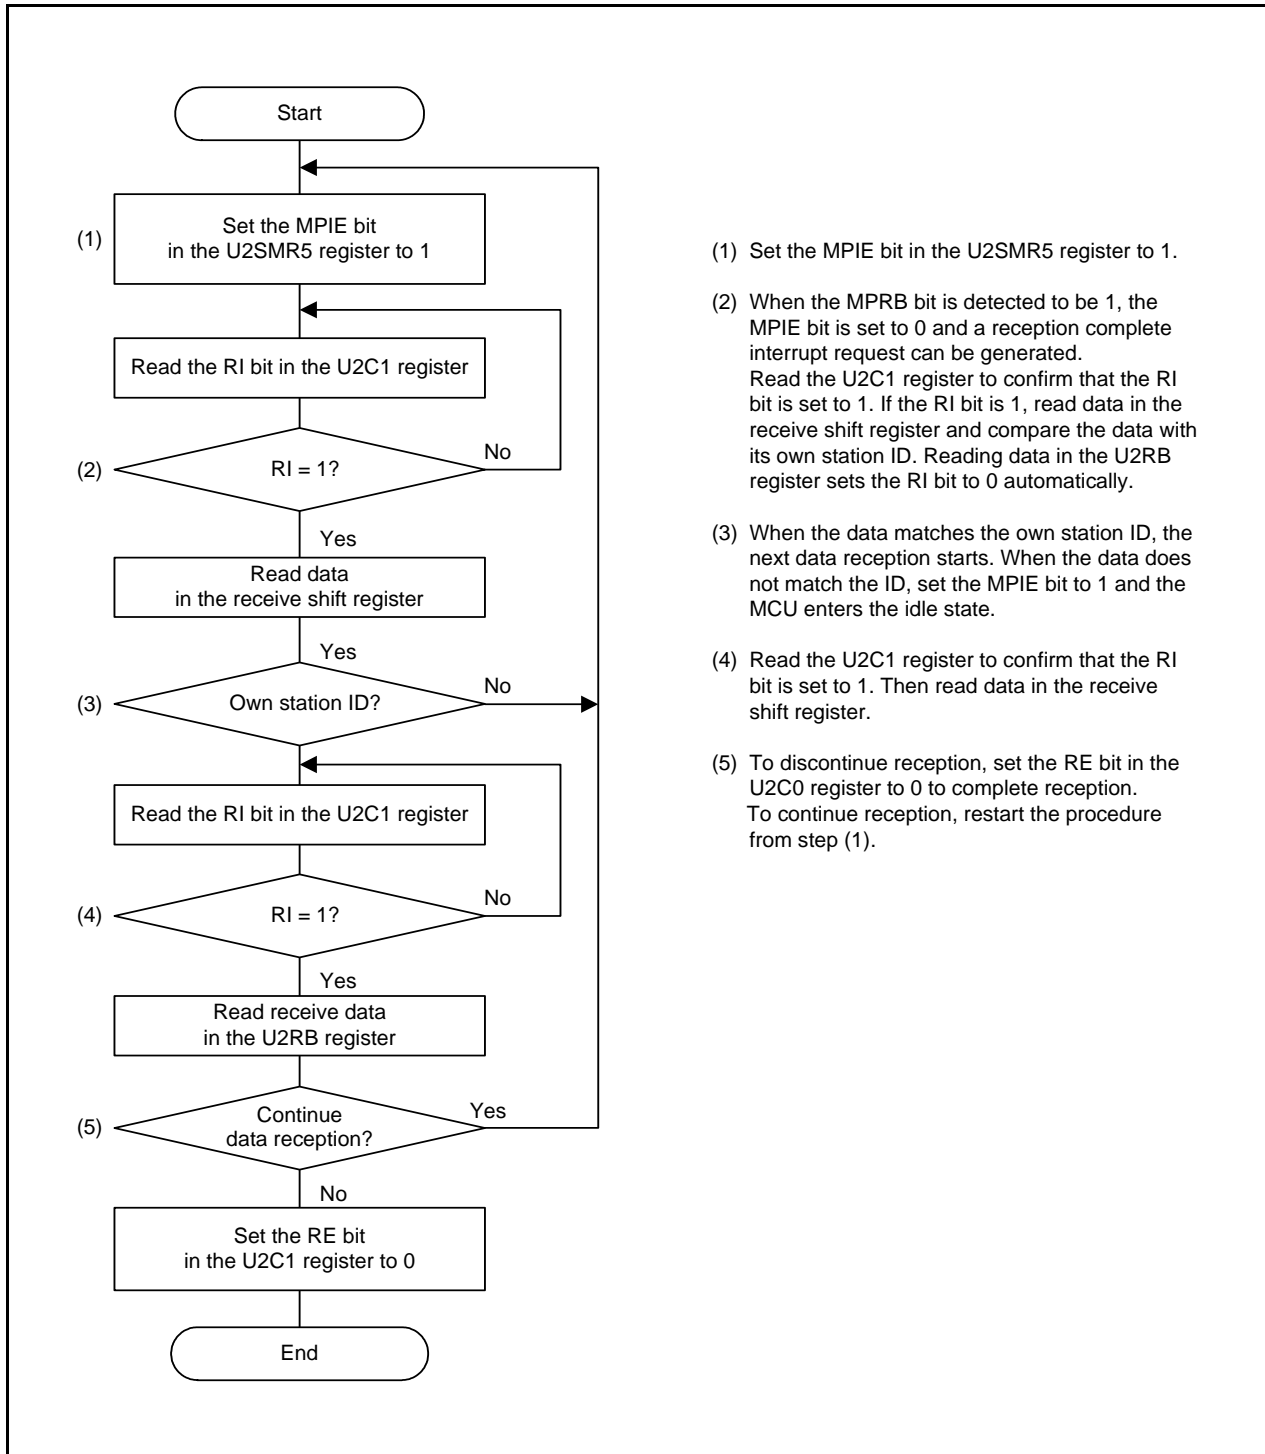 Start
(1)
Set the MPIE bit
in the U2SMR5 register to 1
Read the RI bit in the U2C1 register
(2)
RI = 1?
No
Yes
Read data
in the receive shift register
Yes
(3)
Own station ID?
No
Read the RI bit in the U2C1 register
(4)
RI = 1?
No
Yes
Read receive data
in the U2RB register
(5)
Continue
data reception?
Yes
No
Set the RE bit
in the U2C1 register to 0
End
(1) Set the MPIE bit in the U2SMR5 register to 1.
(2) When the MPRB bit is detected to be 1, the
MPIE bit is set to 0 and a reception complete
interrupt request can be generated.
Read the U2C1 register to confirm that the RI
bit is set to 1. If the RI bit is 1, read data in the
receive shift register and compare the data with
its own station ID. Reading data in the U2RB
register sets the RI bit to 0 automatically.
(3) When the data matches the own station ID, the
next data reception starts. When the data does
not match the ID, set the MPIE bit to 1 and the
MCU enters the idle state.
(4) Read the U2C1 register to confirm that the RI
bit is set to 1. Then read data in the receive
shift register.
(5) To discontinue reception, set the RE bit in the
U2C0 register to 0 to complete reception.
To continue reception, restart the procedure
from step (1).